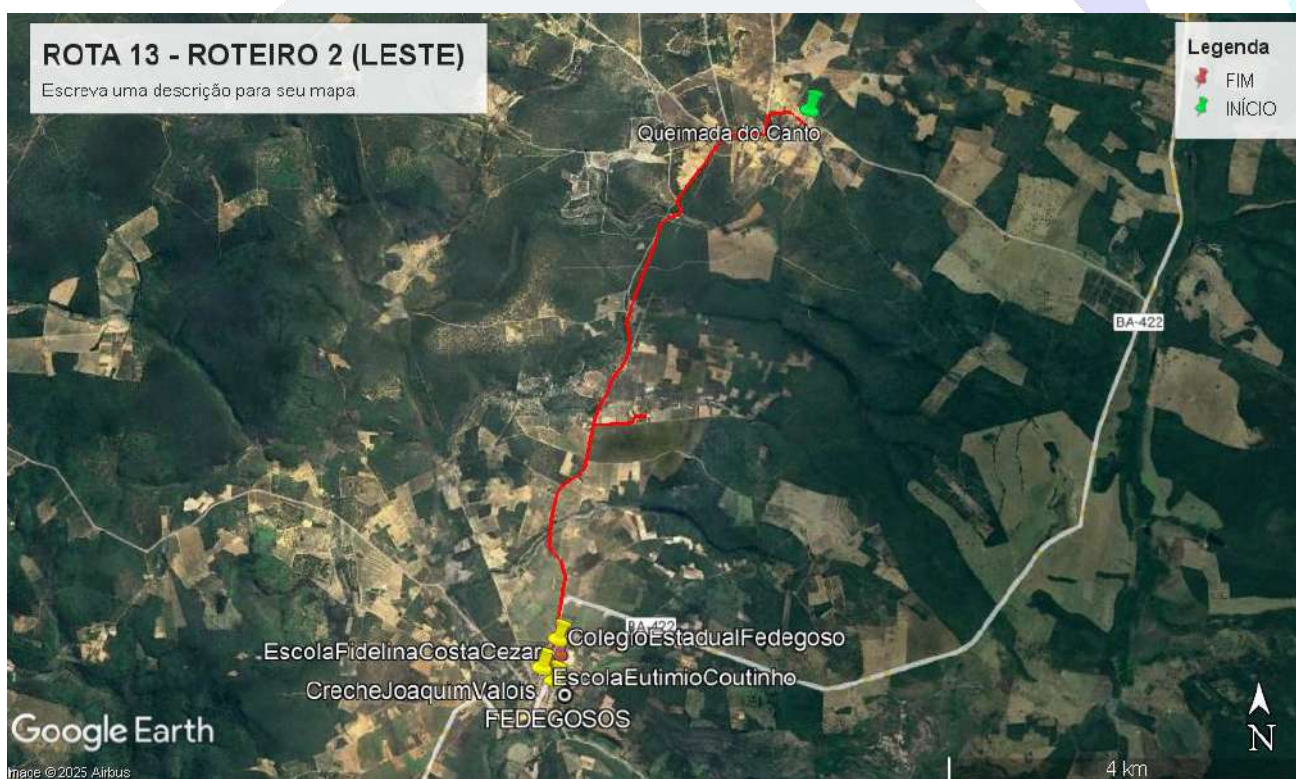 ROTA 13 - ROTEIRO 2 (LESTE)
Escreva uma descrição para seu mapa.
Legenda
FIM
INÍCIO
Queimada do Canto
BA-422
BA-422
ColegioEstadualFedegoso
EscolaFidelinaCostaCezar
EscolaEutimioCoutinho
CrecheJoaquimValois
FEDEGOSOS
Google Earth
N
Image ©2025 Airbus
4 km